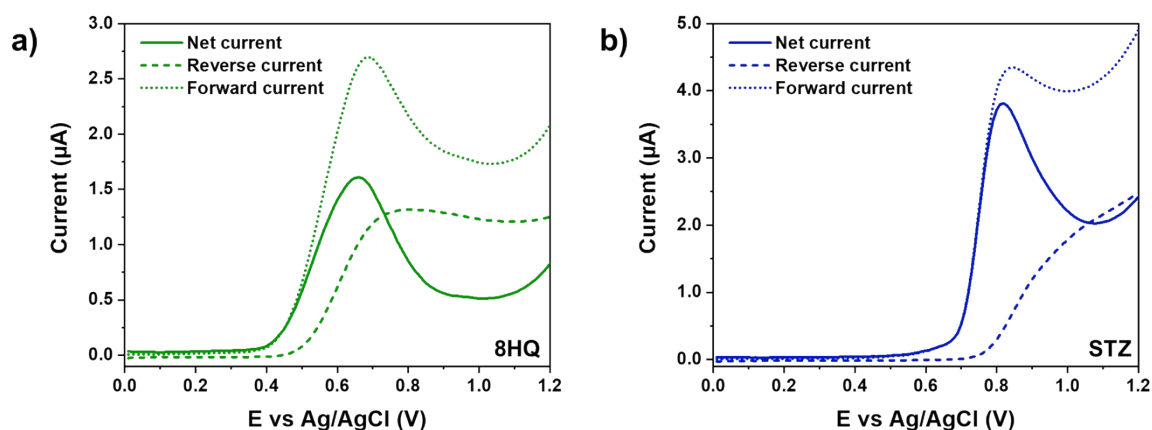 a)
Current (µA)
3.0
2.5
2.0
1.5
1.0
0.5
0.0
Net current
Reverse current
Forward current
8HQ
0.0 0.2 0.4 0.6 0.8 1.0 1.2
E vs Ag/AgCl (V)
b)
Current (µA)
5.0
4.0
3.0
2.0
1.0
0.0
Net current
Reverse current
Forward current
STZ
0.0 0.2 0.4 0.6 0.8 1.0 1.2
E vs Ag/AgCl (V)